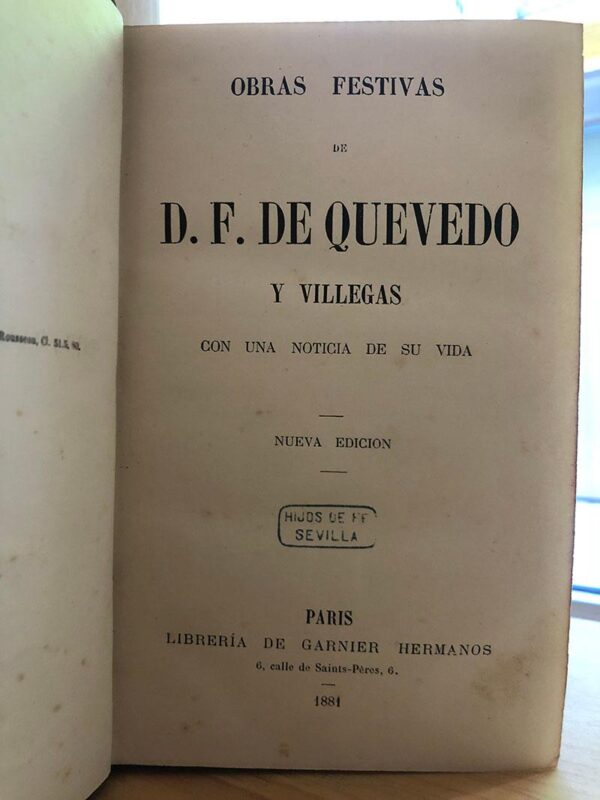 Rousseau,
OBRAS FESTIVAS
DE
D. F. DE QUEVEDO
Y VILLEGAS
CON UNA NOTICIA DE SU VIDA
NUEVA EDICION
HIJOS DE FE
SEVILLA
PARIS
LIBRERÍA DE GARNIER HERMANOS
6, calle de Saints-Pères, 6.
1881